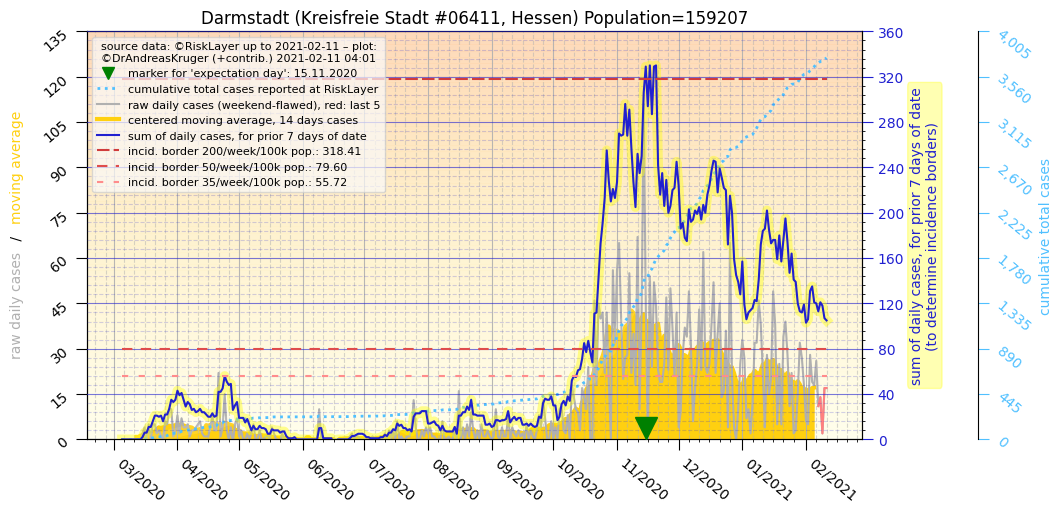 Darmstadt (Kreisfreie Stadt #06411, Hessen) Population=159207
source data: ©RiskLayer up to 2021-02-11 – plot:
©DrAndreasKruger (+contrib.) 2021-02-11 04:01
marker for 'expectation day': 15.11.2020
cumulative total cases reported at RiskLayer
raw daily cases (weekend-flawed), red: last 5
centered moving average, 14 days cases
sum of daily cases, for prior 7 days of date
incid. border 200/week/100k pop.: 318.41
incid. border 50/week/100k pop.: 79.60
incid. border 35/week/100k pop.: 55.72
raw daily cases / moving average
135
120
105
90
75
60
45
30
15
0
03/2020
04/2020
05/2020
06/2020
07/2020
08/2020
09/2020
10/2020
11/2020
12/2020
01/2021
02/2021
360
320
280
240
200
160
120
80
40
0
sum of daily cases, for prior 7 days of date
(to determine incidence borders)
4,005
3,560
3,115
2,670
2,225
1,780
1,335
890
445
0
cumulative total cases